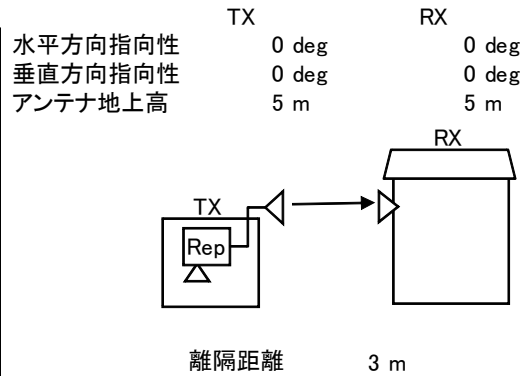 TX RX
水平方向指向性 0 deg 0 deg
垂直方向指向性 0 deg 0 deg
アンテナ地上高 5 m 5 m
RX
TX
Rep
離隔距離 3 m